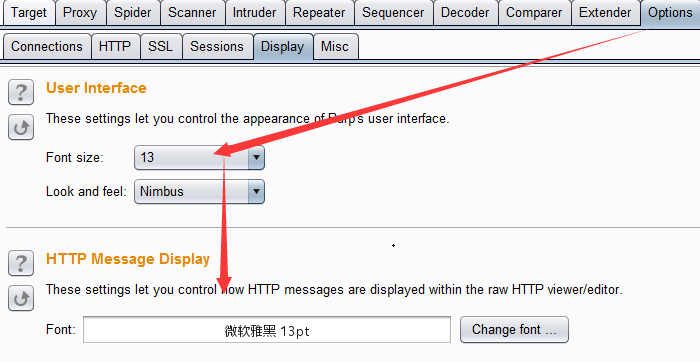 Target Proxy Spider Scanner Intruder Repeater Sequencer Decoder Comparer Extender Options
Connections HTTP SSL Sessions Display Misc
? User Interface
These settings let you control the appearance of Burp's user interface.
Font size: 13
Look and feel: Nimbus
? HTTP Message Display
These settings let you control how HTTP messages are displayed within the raw HTTP viewer/editor.
Font: 微软雅黑 13pt Change font ...